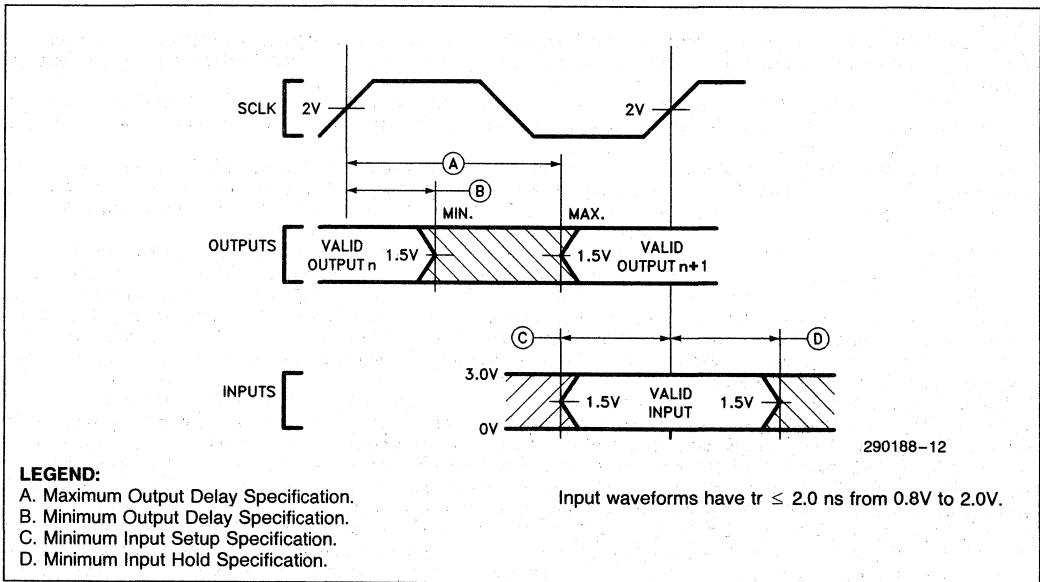 SCLK
2V
2V
A
B
MIN.
MAX.
OUTPUTS
VALID
OUTPUT n
1.5V
1.5V
VALID
OUTPUT n+1
C
D
INPUTS
3.0V
0V
1.5V
VALID
INPUT
1.5V
290188–12
LEGEND:
A. Maximum Output Delay Specification.
B. Minimum Output Delay Specification.
C. Minimum Input Setup Specification.
D. Minimum Input Hold Specification.
Input waveforms have tr ≤ 2.0 ns from 0.8V to 2.0V.